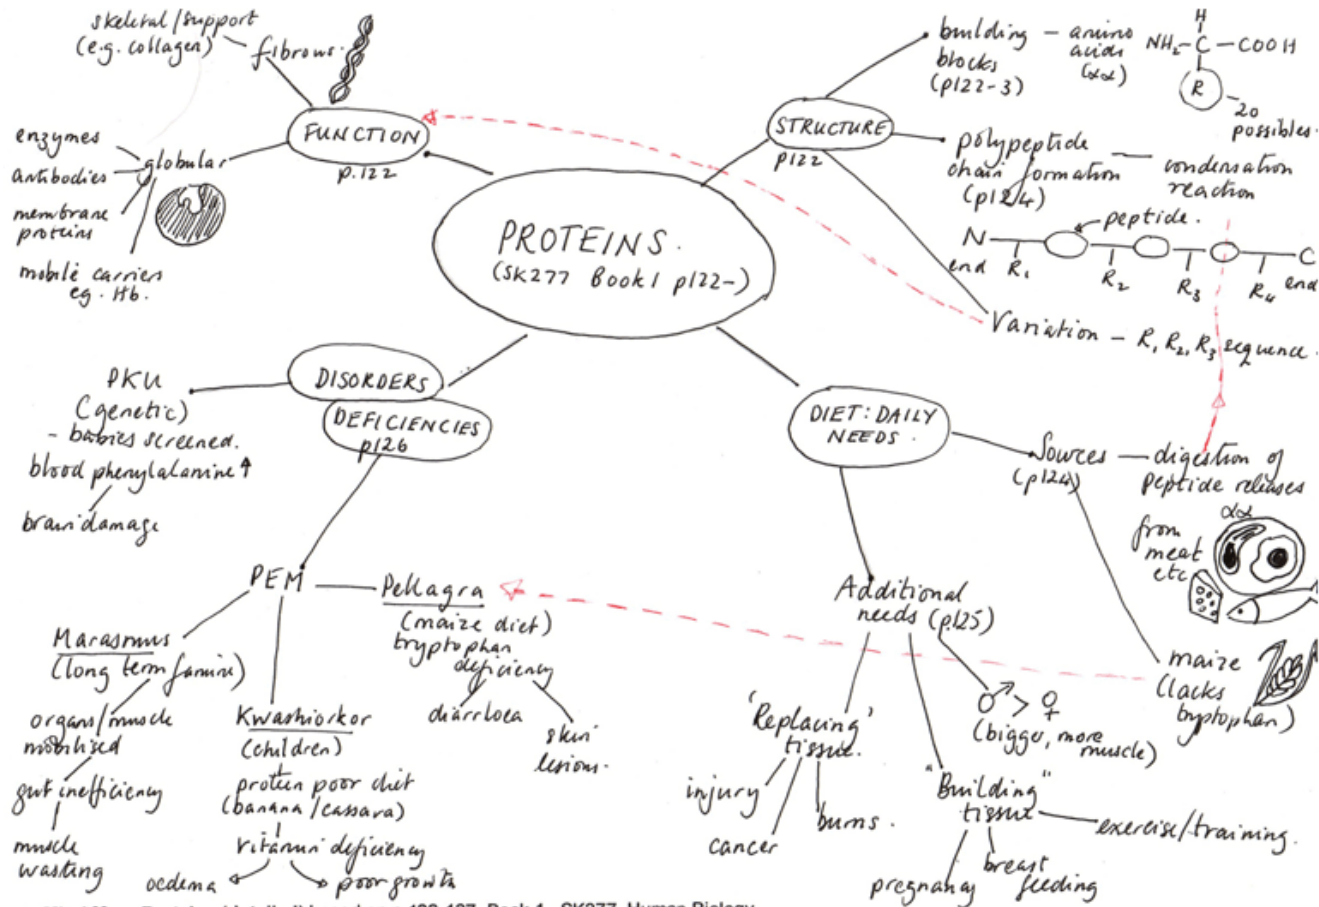 skeletal/support
(e.g. collagen)
fibrous.
FUNCTION
p.122
enzymes
antibodies
globular
membrane
proteins
mobile carriers
eg. Hb.
PROTEINS.
(SK277 Book 1 p122-)
STRUCTURE
p122
building
blocks
(p122-3)
amino
acids
(αα)
H
NH2-C-COOH
R
20
possibles.
polypeptide
chain formation
(p124)
condensation
reaction
peptide.
N
end
R1
R2
R3
R4
C
end
Variation - R1 R2, R3 sequence.
DISORDERS
DEFICIENCIES
p126
PKU
(genetic)
- babies screened.
blood phenylalanine ↑
brain damage
PEM
Marasmus
(long term famine)
organs/muscle
mobilised
gut inefficiency
muscle
wasting
Kwashiorkor
(children)
protein poor diet
(banana/cassara)
vitamin deficiency
oedema
poor growth
Pellagra
(maize diet)
tryptophan
deficiency
diarrhoea
skin
lesions.
DIET: DAILY
NEEDS.
Sources
(p124)
digestion of
peptide releases
αα
from
meat
etc
maize
(lacks
tryptophan)
Additional
needs (p.125)
♂ > ♀
(bigger, more
muscle)
'Replacing'
tissue.
injury
cancer
burns.
"Building"
tissue
exercise/training.
breast
feeding
pregnancy